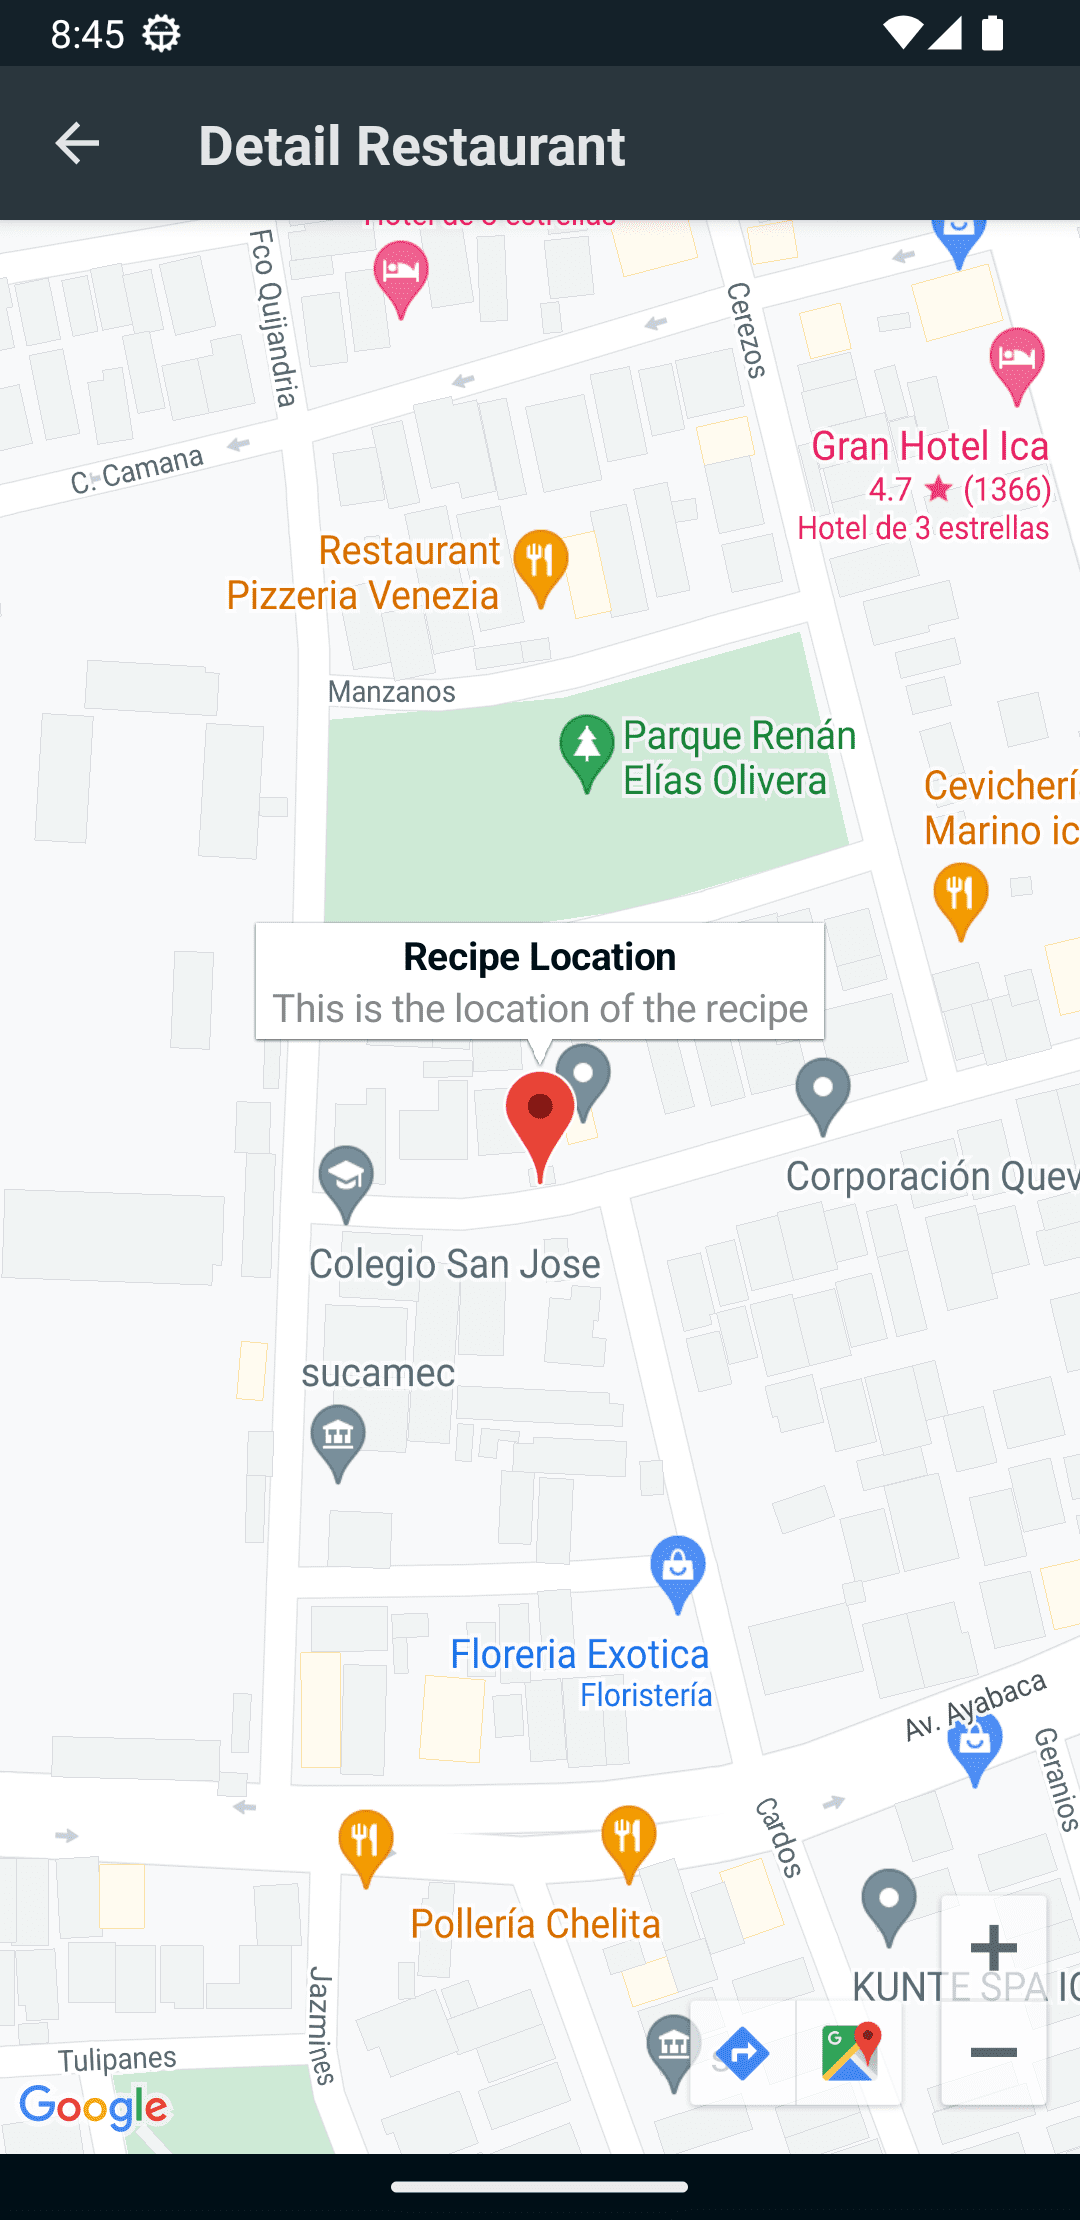 8:45
Detail Restaurant
Hotel de 3 estrellas
Fco Quijandria
Cerezos
C. Camana
Gran Hotel Ica
4.7 ★ (1366)
Hotel de 3 estrellas
Restaurant
Pizzeria Venezia
Manzanos
Parque Renán
Elías Olivera
Cevicherí
Marino ic
Recipe Location
This is the location of the recipe
Corporación Quev
Colegio San Jose
sucamec
Floreria Exotica
Floristería
Av. Ayabaca
Geranios
Cardos
Pollería Chelita
KUNTE SPA IC
Jazmines
Tulipanes
G
Google